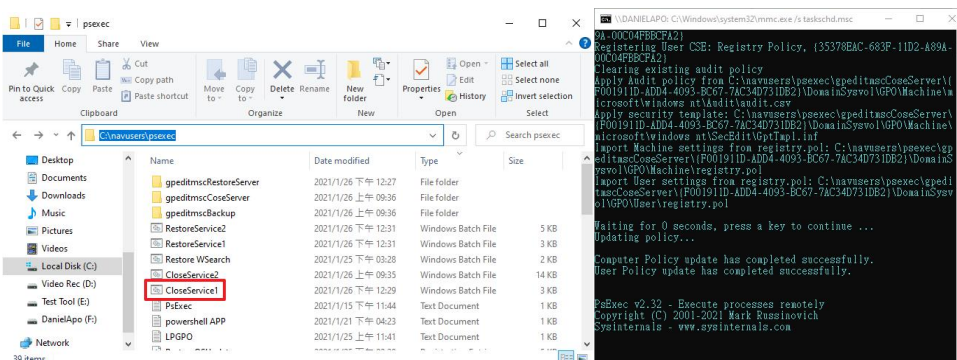 psexec
File Home Share View
Pin to Quick access
Copy
Paste
Cut
Copy path
Paste shortcut
Move to
Copy to
Delete
Rename
New folder
Properties
Open
Edit
History
Select all
Select none
Invert selection
Clipboard Organize New Open Select
C:\navusers\psexec
Search psexec
Desktop
Documents
Downloads
Music
Pictures
Videos
Local Disk (C:)
Video Rec (D:)
Test Tool (E:)
DanielApo (F:)
Network
39 items
Name Date modified Type Size
gpeditmscRestoreServer 2021/1/26 下午 12:27 File folder
gpeditmscCoseServer 2021/1/26 上午 09:36 File folder
gpeditmscBackup 2021/1/26 上午 09:36 File folder
RestoreService2 2021/1/26 下午 12:31 Windows Batch File 5 KB
RestoreService1 2021/1/26 下午 12:31 Windows Batch File 3 KB
Restore WSearch 2021/1/25 下午 03:28 Windows Batch File 2 KB
CloseService2 2021/1/26 上午 09:35 Windows Batch File 14 KB
CloseService1 2021/1/26 下午 12:29 Windows Batch File 3 KB
PsExec 2021/1/15 下午 11:44 Text Document 1 KB
powershell APP 2021/1/21 下午 04:23 Text Document 1 KB
LPGPO 2021/1/25 上午 11:41 Text Document 1 KB
\\DANIELAPO: C:\Windows\system32\mmc.exe /s taskschd.msc
9A-00C04FBBCFA2}
Registering User CSE: Registry Policy, {35378EAC-683F-11D2-A89A-
00C04FBBCFA2}
Clearing existing audit policy
Apply Audit policy from C:\navusers\psexec\gpeditmscCoseServer\{
F001911D-ADD4-4093-BC67-7AC34D731DB2}\DomainSysvol\GPO\Machine\m
icrosoft\windows nt\Audit\audit.csv
Apply security template: C:\navusers\psexec\gpeditmscCoseServer\
{F001911D-ADD4-4093-BC67-7AC34D731DB2}\DomainSysvol\GPO\Machine\
microsoft\windows nt\SecEdit\GptTmpl.inf
Import Machine settings from registry.pol: C:\navusers\psexec\gp
editmscCoseServer\{F001911D-ADD4-4093-BC67-7AC34D731DB2}\DomainS
ysvol\GPO\Machine\registry.pol
Import User settings from registry.pol: C:\navusers\psexec\gpedi
tmscCoseServer\{F001911D-ADD4-4093-BC67-7AC34D731DB2}\DomainSysv
ol\GPO\User\registry.pol
Waiting for 0 seconds, press a key to continue ...
Updating policy...
Computer Policy update has completed successfully.
User Policy update has completed successfully.
PsExec v2.32 - Execute processes remotely
Copyright (C) 2001-2021 Mark Russinovich
Sysinternals - www.sysinternals.com